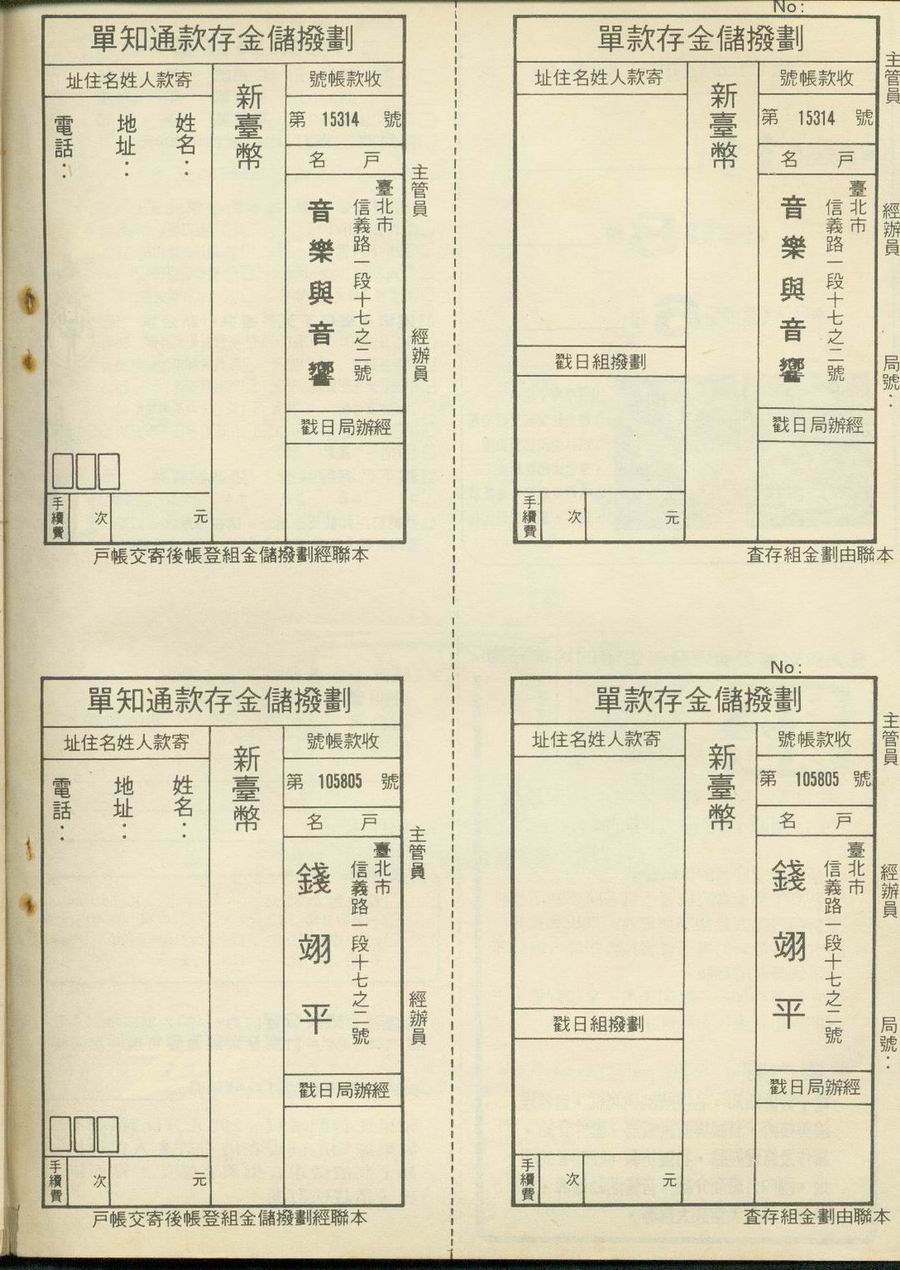 劃撥儲金存款通知單
寄款人姓名住址
姓名：
地址：
電話：
新臺幣
收款帳號
第 15314 號
戶 名
臺北市
信義路一段十七之二號
音樂與音響
經辦局日戳
手續費
次
元
主管員
經辦員
本聯經劃撥儲金組登帳後寄交帳戶
No:
劃撥儲金存款單
寄款人姓名住址
劃撥組日戳
手續費
次
元
新臺幣
收款帳號
第 15314 號
戶 名
臺北市
信義路一段十七之二號
音樂與音響
經辦局日戳
主管員
經辦員
局號：
本聯由劃金組存查
劃撥儲金存款通知單
寄款人姓名住址
姓名：
地址：
電話：
新臺幣
收款帳號
第 105805 號
戶 名
臺北市
信義路一段十七之二號
錢翊平
經辦局日戳
手續費
次
元
主管員
經辦員
本聯經劃撥儲金組登帳後寄交帳戶
No:
劃撥儲金存款單
寄款人姓名住址
劃撥組日戳
手續費
次
元
新臺幣
收款帳號
第 105805 號
戶 名
臺北市
信義路一段十七之二號
錢翊平
經辦局日戳
主管員
經辦員
局號：
本聯由劃金組存查